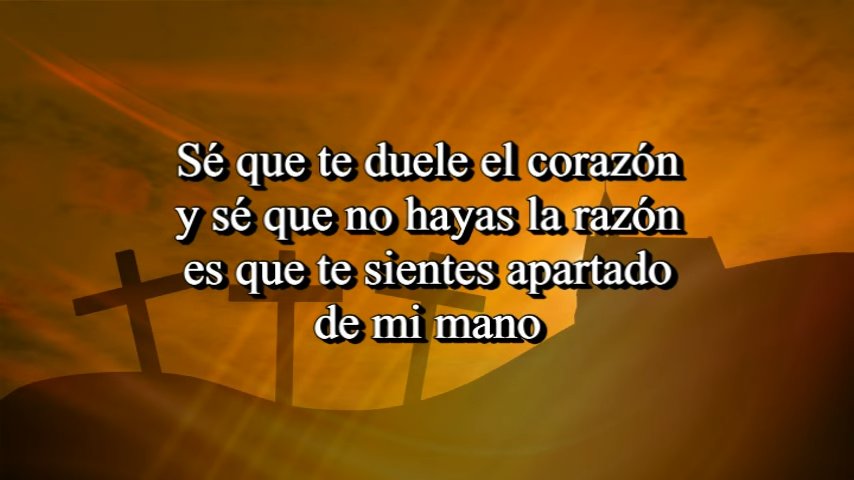 Sé que te duele el corazón
y sé que no hayas la razón
es que te sientes apartado
de mi mano